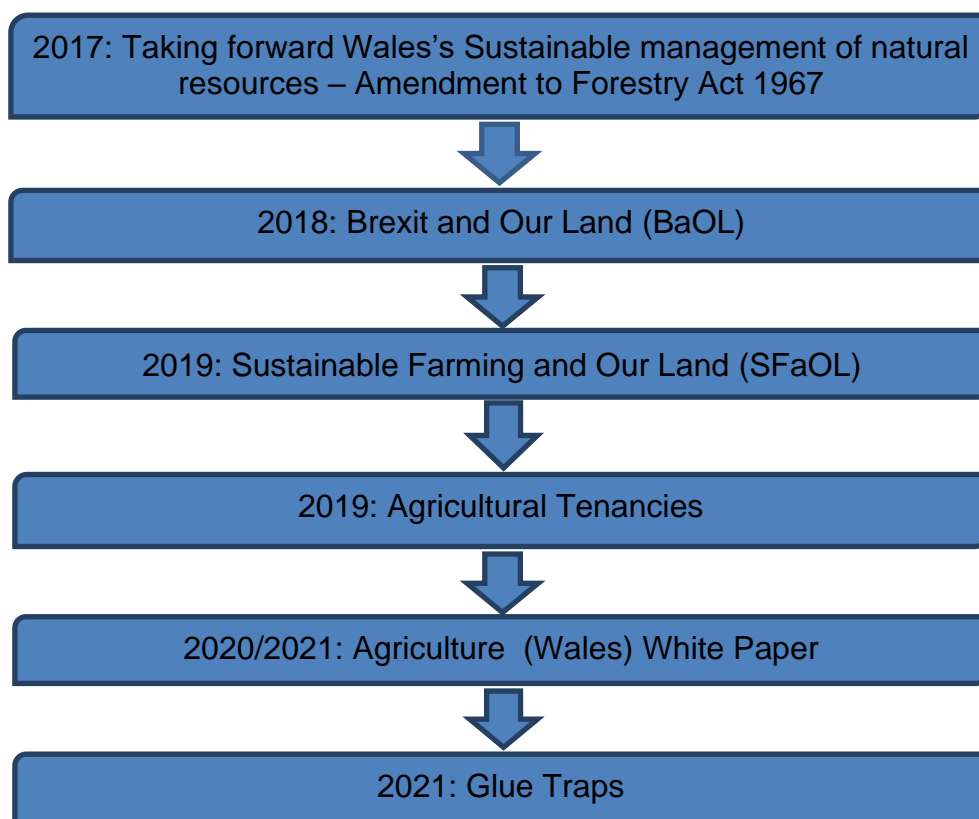 2017: Taking forward Wales’s Sustainable management of natural
resources – Amendment to Forestry Act 1967
2018: Brexit and Our Land (BaOL)
2019: Sustainable Farming and Our Land (SFaOL)
2019: Agricultural Tenancies
2020/2021: Agriculture (Wales) White Paper
2021: Glue Traps